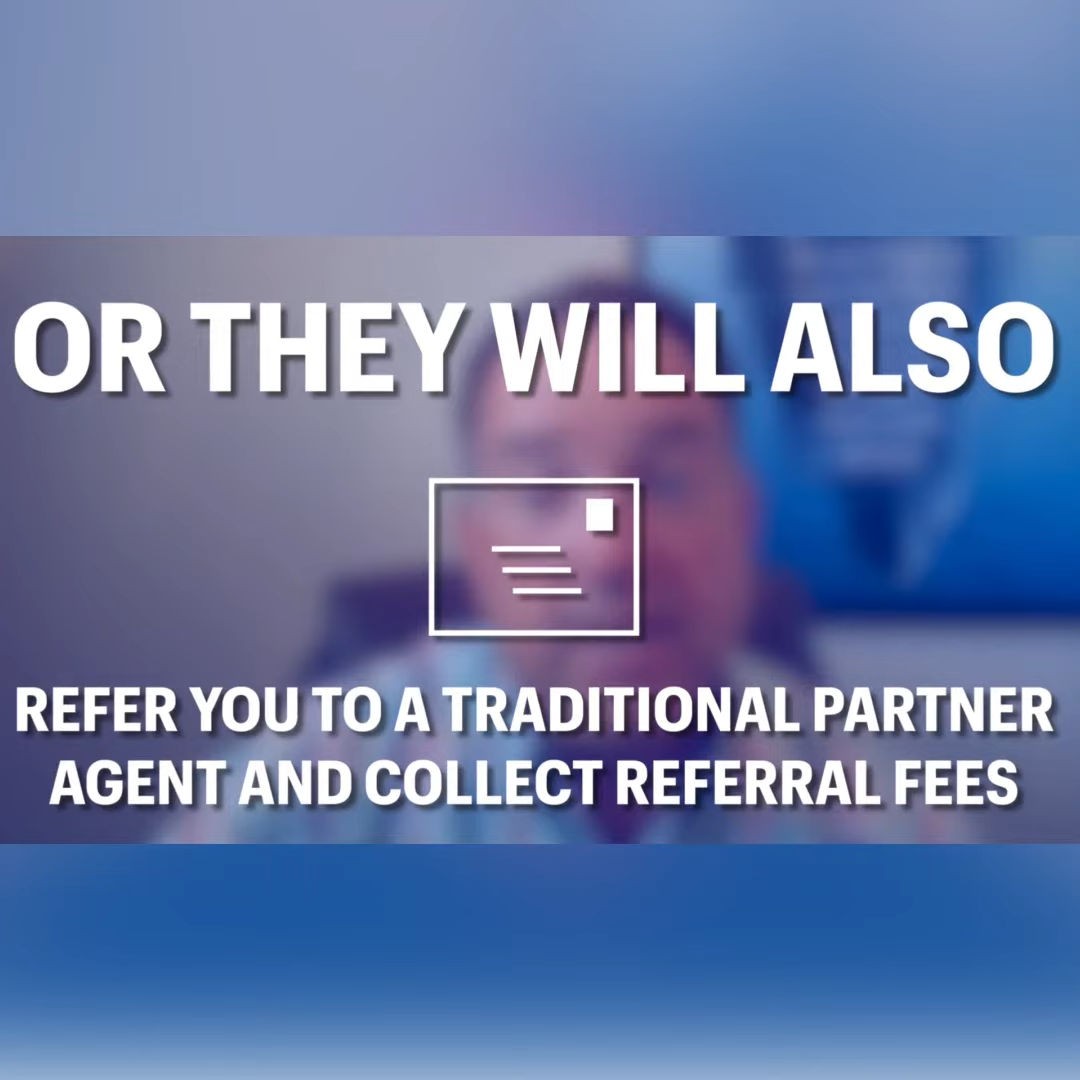 OR THEY WILL ALSO
REFER YOU TO A TRADITIONAL PARTNER
AGENT AND COLLECT REFERRAL FEES